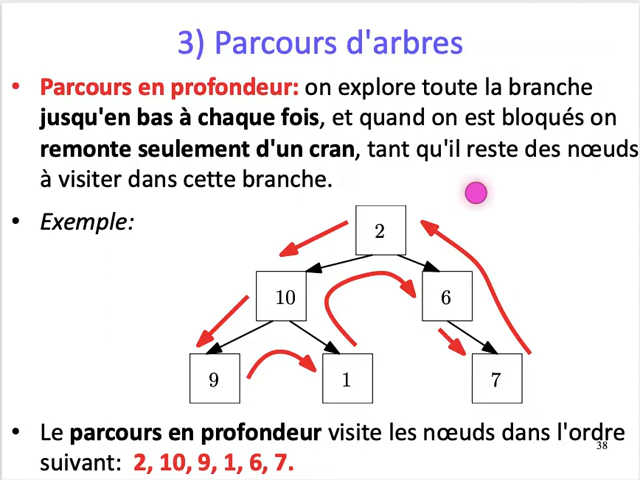 3) Parcours d'arbres
• Parcours en profondeur: on explore toute la branche
jusqu'en bas à chaque fois, et quand on est bloqués on
remonte seulement d'un cran, tant qu'il reste des nœuds
à visiter dans cette branche.
• Exemple:
2
10
6
9
1
7
• Le parcours en profondeur visite les nœuds dans l'ordre
suivant: 2, 10, 9, 1, 6, 7.
38